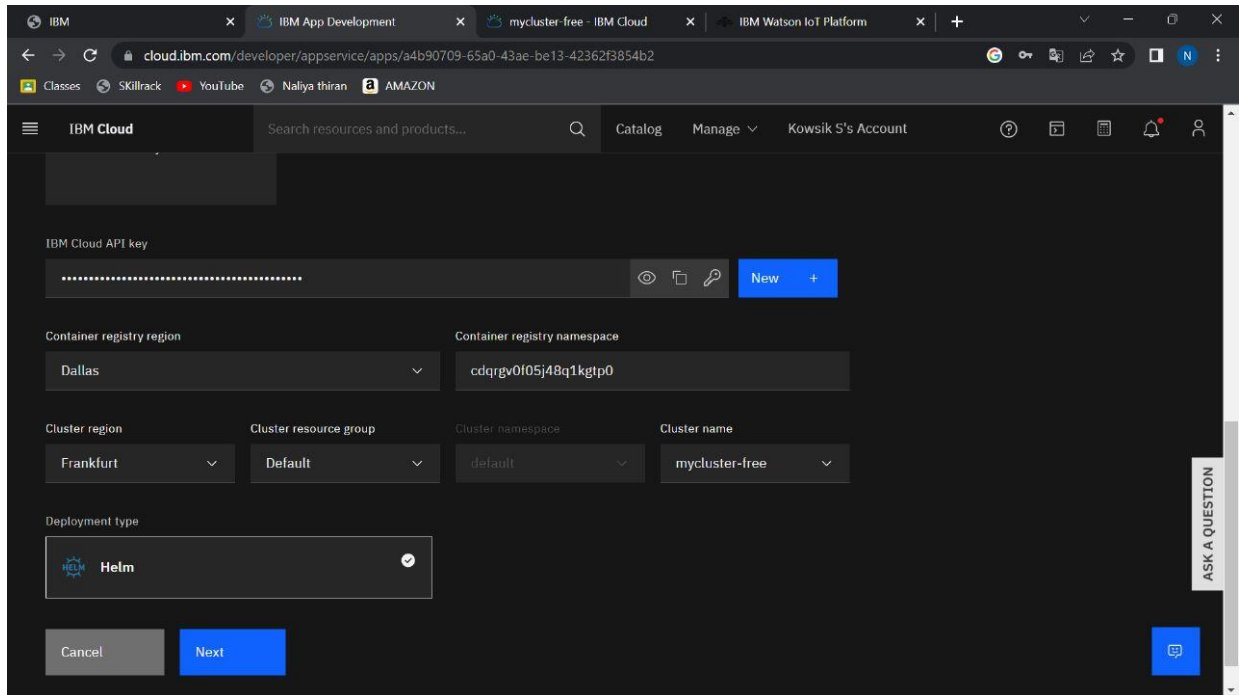 IBM
IBM App Development
mycluster-free - IBM Cloud
IBM Watson IoT Platform
cloud.ibm.com/developer/appservice/apps/a4b90709-65a0-43ae-be13-42362f3854b2
N
Classes SKillrack YouTube Naliya thiran AMAZON
IBM Cloud Search resources and products... Catalog Manage Kowsik S's Account
IBM Cloud API key
New +
Container registry region Container registry namespace
Dallas cdqrgv0f05j48q1kgtp0
Cluster region Cluster resource group Cluster namespace Cluster name
Frankfurt Default default mycluster-free
Deployment type
HELM Helm
Cancel Next
ASK A QUESTION